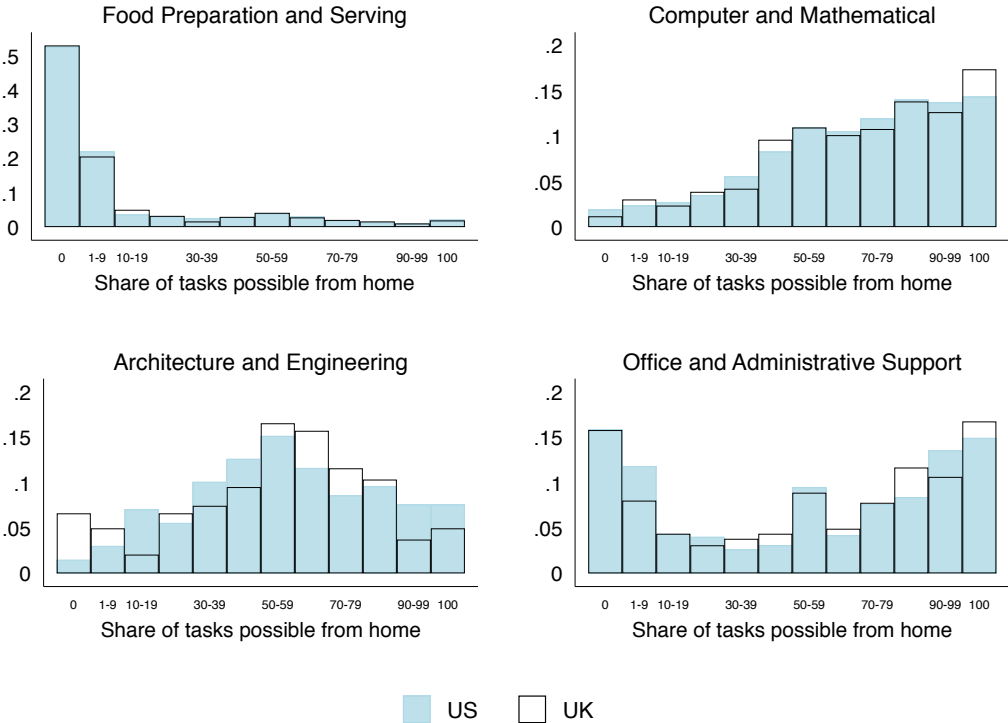 Food Preparation and Serving
.5
.4
.3
.2
.1
0
0 1-9 10-19 30-39 50-59 70-79 90-99 100
Share of tasks possible from home
Computer and Mathematical
.2
.15
.1
.05
0
0 1-9 10-19 30-39 50-59 70-79 90-99 100
Share of tasks possible from home
Architecture and Engineering
.2
.15
.1
.05
0
0 1-9 10-19 30-39 50-59 70-79 90-99 100
Share of tasks possible from home
Office and Administrative Support
.2
.15
.1
.05
0
0 1-9 10-19 30-39 50-59 70-79 90-99 100
Share of tasks possible from home
US UK